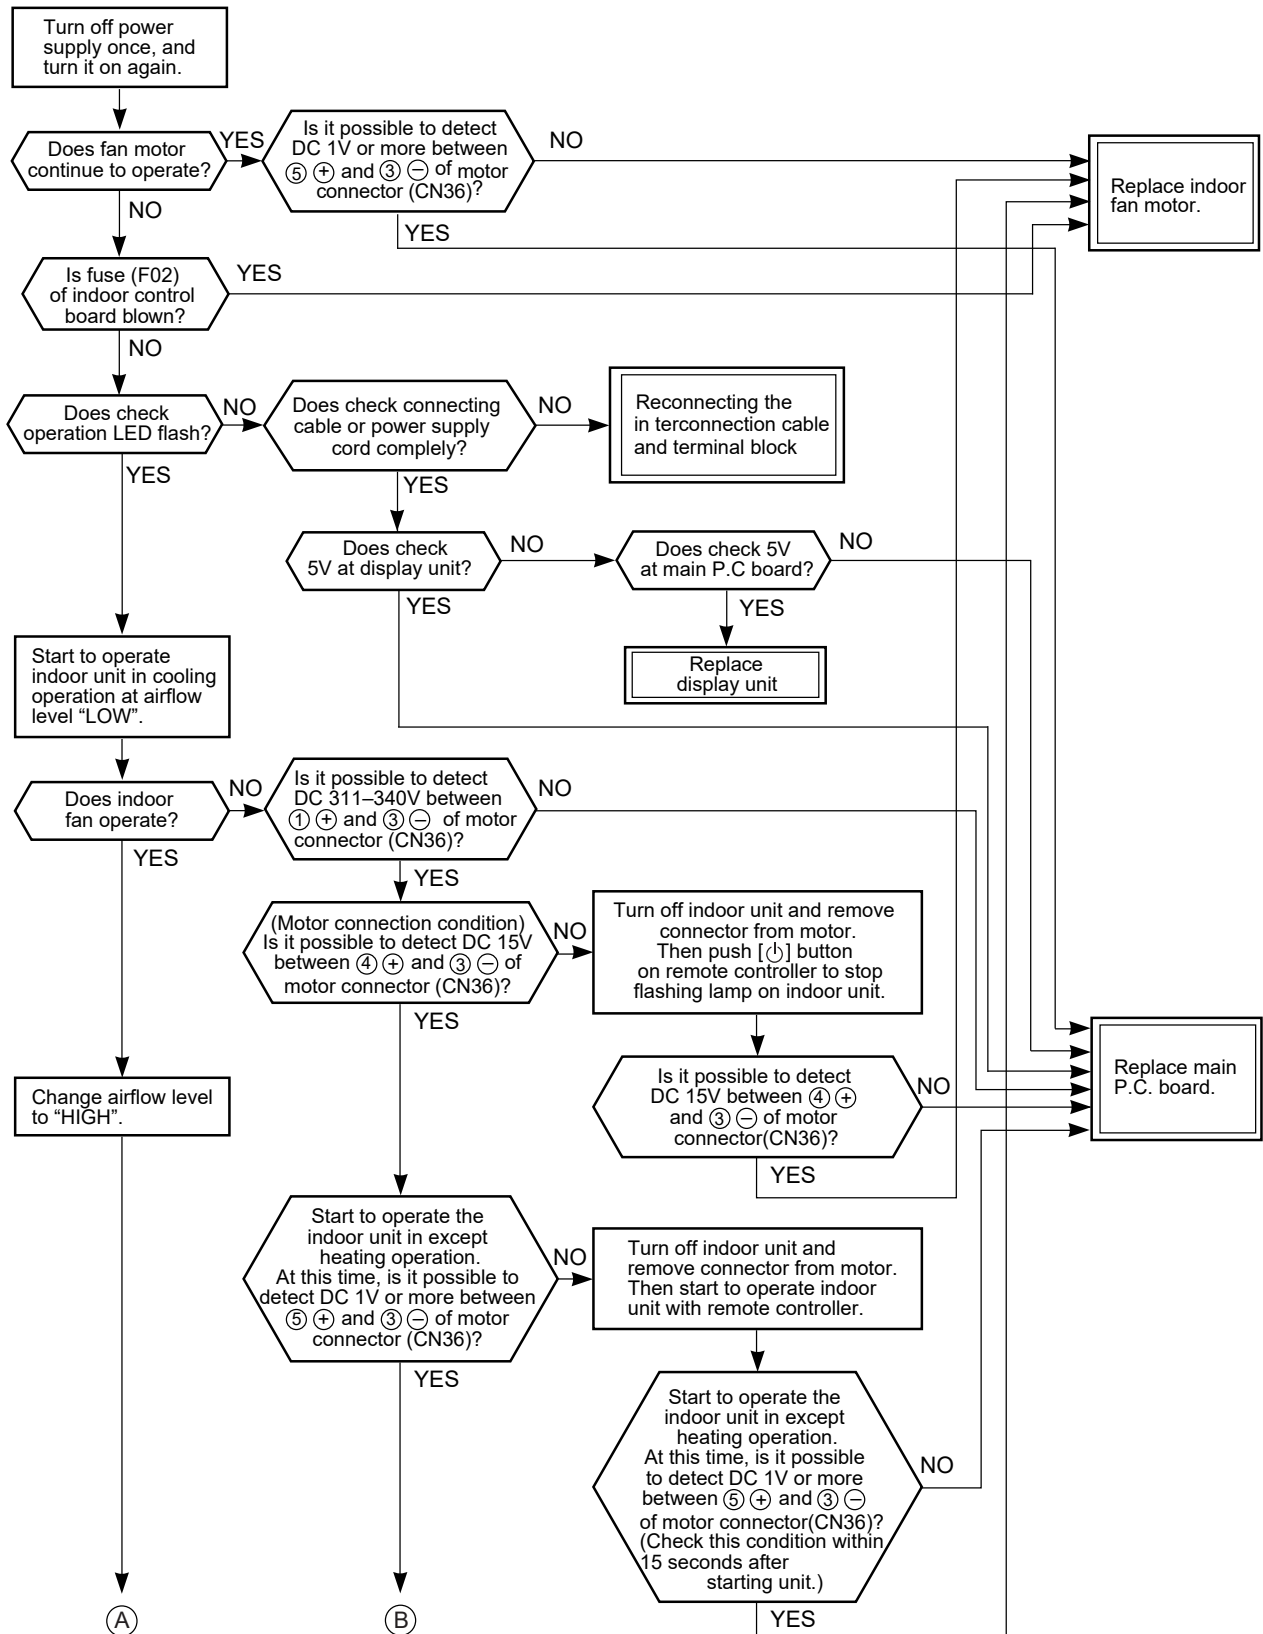 Turn off power
supply once, and
turn it on again.
Does fan motor
continue to operate?
YES
Is it possible to detect
DC 1V or more between
⑤ ⊕ and ③ ⊖ of motor
connector (CN36)?
NO
Replace indoor
fan motor.
NO
YES
Is fuse (F02)
of indoor control
board blown?
YES
NO
Does check
operation LED flash?
NO
Does check connecting
cable or power supply
cord complely?
NO
Reconnecting the
in terconnection cable
and terminal block
YES
YES
Does check
5V at display unit?
NO
Does check 5V
at main P.C board?
NO
YES
YES
Replace
display unit
Start to operate
indoor unit in cooling
operation at airflow
level “LOW”.
Does indoor
fan operate?
NO
Is it possible to detect
DC 311–340V between
① ⊕ and ③ ⊖ of motor
connector (CN36)?
NO
YES
YES
(Motor connection condition)
Is it possible to detect DC 15V
between ④ ⊕ and ③ ⊖ of
motor connector (CN36)?
NO
Turn off indoor unit and remove
connector from motor.
Then push [⏻] button
on remote controller to stop
flashing lamp on indoor unit.
YES
Is it possible to detect
DC 15V between ④ ⊕
and ③ ⊖ of motor
connector(CN36)?
NO
Replace main
P.C. board.
Change airflow level
to “HIGH”.
YES
Start to operate the
indoor unit in except
heating operation.
At this time, is it possible to
detect DC 1V or more between
⑤ ⊕ and ③ ⊖ of motor
connector (CN36)?
NO
Turn off indoor unit and
remove connector from motor.
Then start to operate indoor
unit with remote controller.
YES
Start to operate the
indoor unit in except
heating operation.
At this time, is it possible
to detect DC 1V or more
between ⑤ ⊕ and ③ ⊖
of motor connector(CN36)?
(Check this condition within
15 seconds after
starting unit.)
NO
YES
Ⓐ
Ⓑ